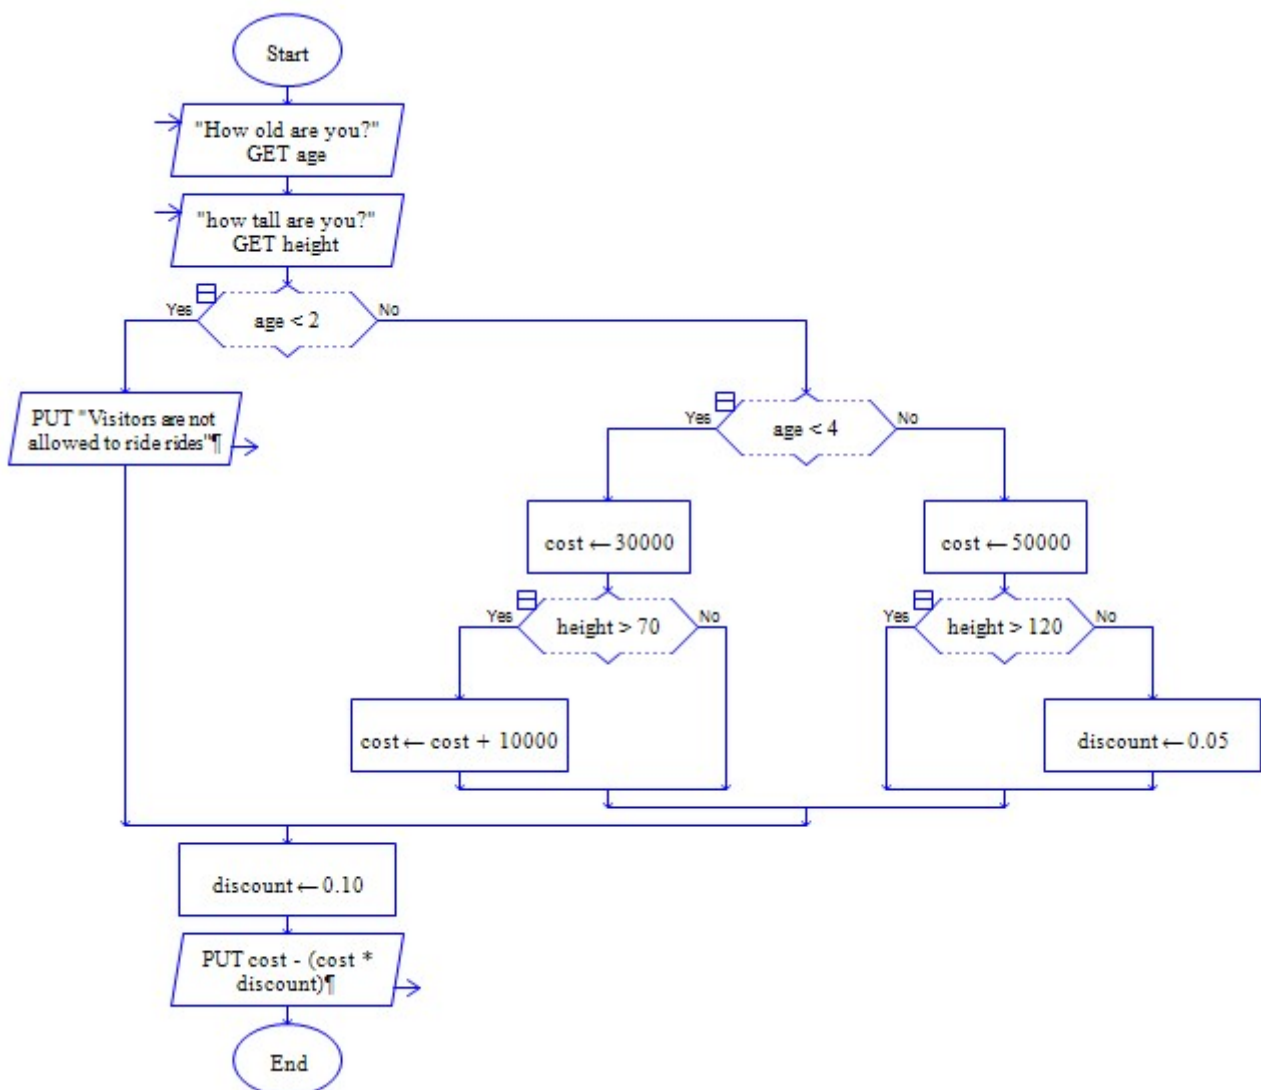 Start
"How old are you?"
GET age
"how tall are you?"
GET height
Yes
age < 2
No
PUT "Visitors are not
allowed to ride rides"¶
Yes
age < 4
No
cost ← 30000
cost ← 50000
Yes
height > 70
No
Yes
height > 120
No
cost ← cost + 10000
discount ← 0.05
discount ← 0.10
PUT cost - (cost *
discount)¶
End